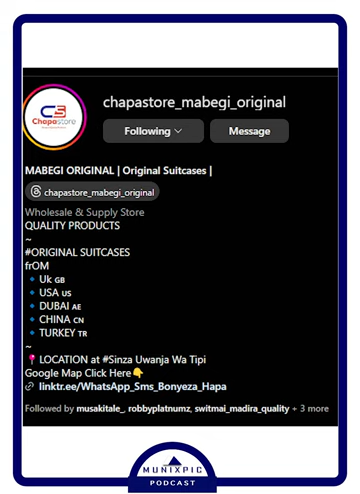 CB
Chapastore
chapastore_mabegi_original
Following
Message
MABEGI ORIGINAL | Original Suitcases |
chapastore_mabegi_original
Wholesale & Supply Store
QUALITY PRODUCTS
~
#ORIGINAL SUITCASES
frOM
🔹Uk GB
🔹USA US
🔹DUBAI AE
🔹CHINA CN
🔹TURKEY TR
~
📍LOCATION at #Sinza Uwanja Wa Tipi
Google Map Click Here👇
linktr.ee/WhatsApp_Sms_Bonyeza_Hapa
Followed by musakitale_, robbyplatnumz, switmai_madira_quality + 3 more
MUNIXPIC
PODCAST